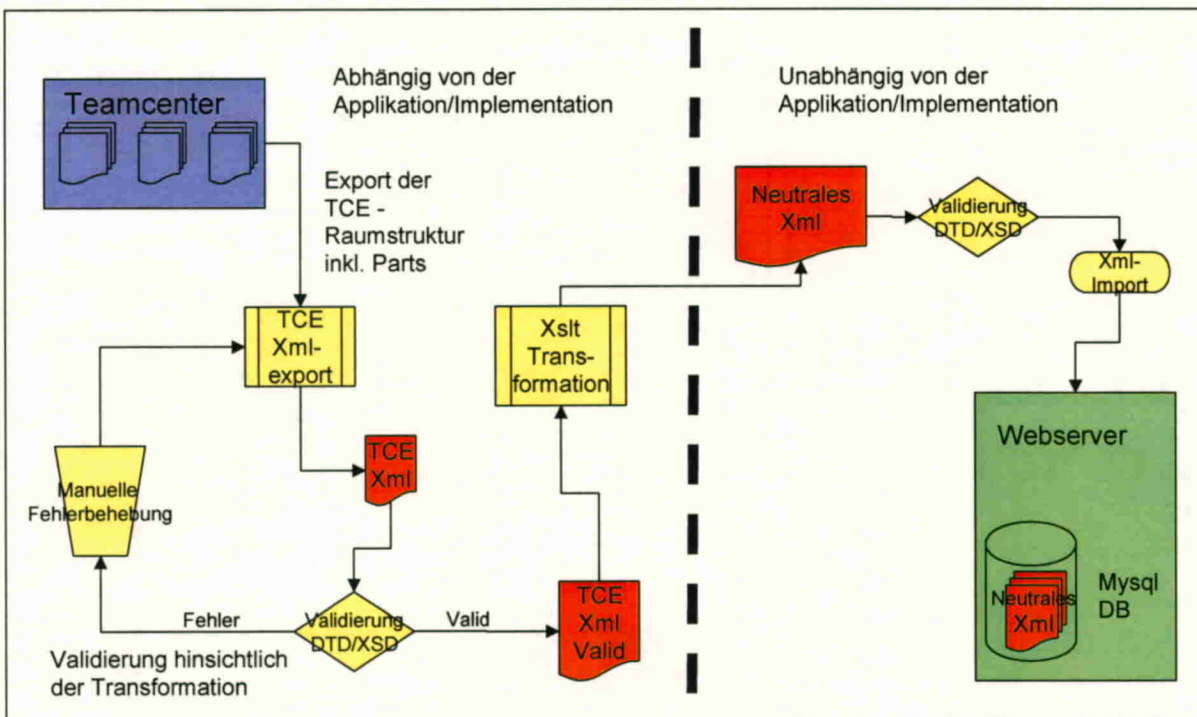 Teamcenter
Abhängig von der
Applikation/Implementation
Unabhängig von der
Applikation/Implementation
Export der
TCE -
Raumstruktur
inkl. Parts
Neutrales
Xml
Validierung
DTD/XSD
Xml-
Import
TCE
Xml-
export
Xslt
Trans-
formation
Webserver
TCE
Xml
Manuelle
Fehlerbehebung
Neutrales
Xml
Mysql
DB
Fehler
Validierung
DTD/XSD
Valid
TCE
Xml
Valid
Validierung hinsichtlich
der Transformation